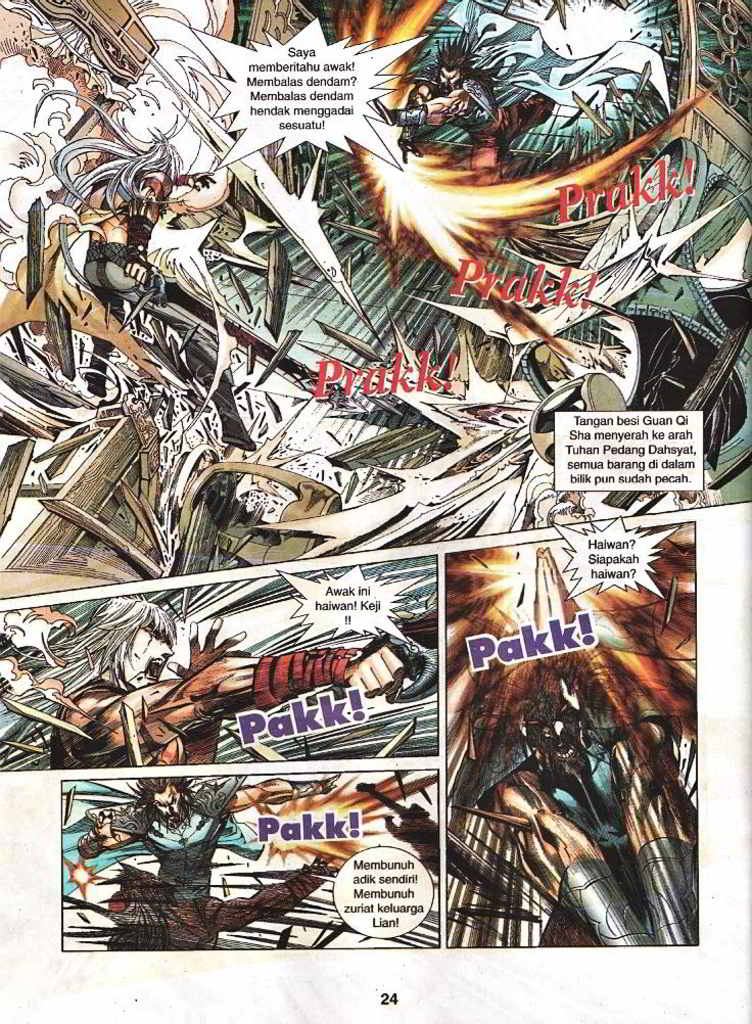 Saya
memberitahu awak!
Membalas dendam?
Membalas dendam
hendak menggadai
sesuatu!
Prakk!
Prakk!
Prakk!
Tangan besi Guan Qi
Sha menyerah ke arah
Tuhan Pedang Dahsyat,
semua barang di dalam
bilik pun sudah pecah.
Awak ini
haiwan! Keji
!!
Pakk!
Haiwan?
Siapakah
haiwan?
Pakk!
Pakk!
Membunuh
adik sendiri!
Membunuh
zuriat keluarga
Lian!
24